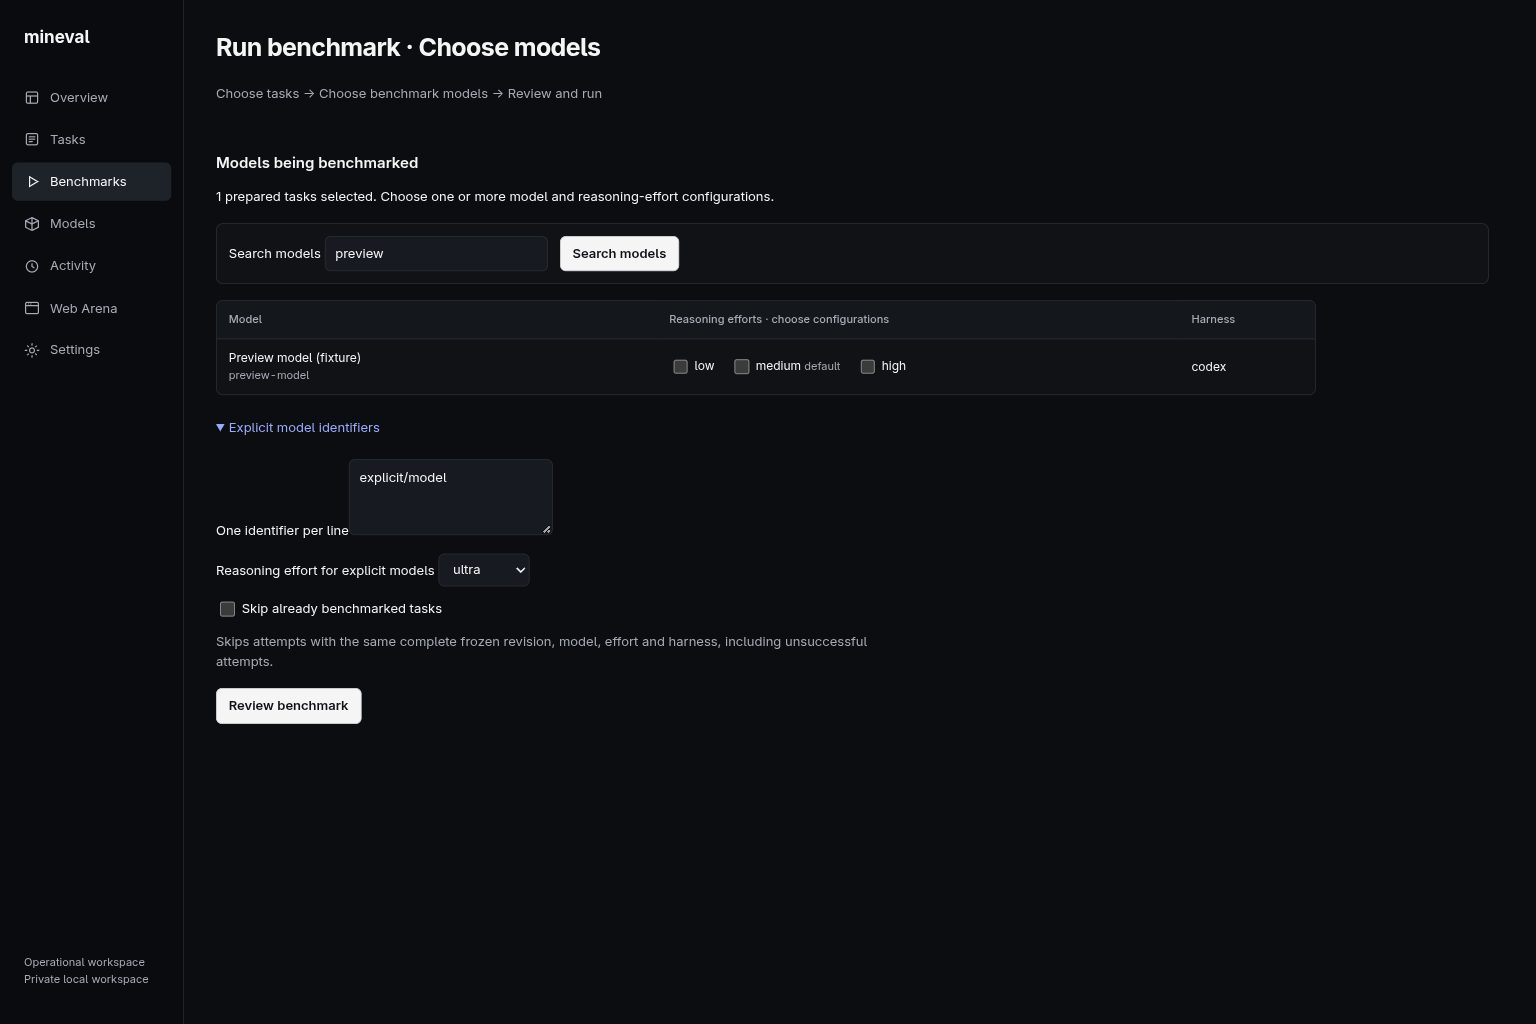 mineval
Overview
Tasks
Benchmarks
Models
Activity
Web Arena
Settings
Operational workspace
Private local workspace
Run benchmark · Choose models
Choose tasks → Choose benchmark models → Review and run
Models being benchmarked
1 prepared tasks selected. Choose one or more model and reasoning-effort configurations.
Search models preview Search models
Model Reasoning efforts · choose configurations Harness
Preview model (fixture)
preview-model
low medium default high codex
▼ Explicit model identifiers
explicit/model
One identifier per line
Reasoning effort for explicit models ultra
Skip already benchmarked tasks
Skips attempts with the same complete frozen revision, model, effort and harness, including unsuccessful
attempts.
Review benchmark